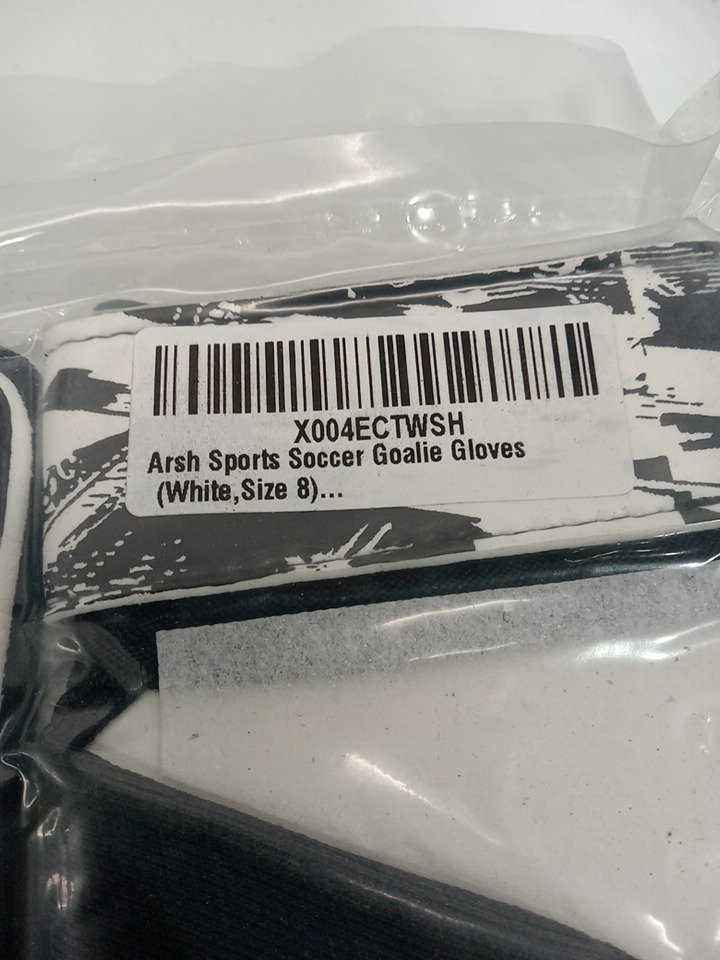 X004ECTWSH
Arsh Sports Soccer Goalie Gloves
(White,Size 8)...